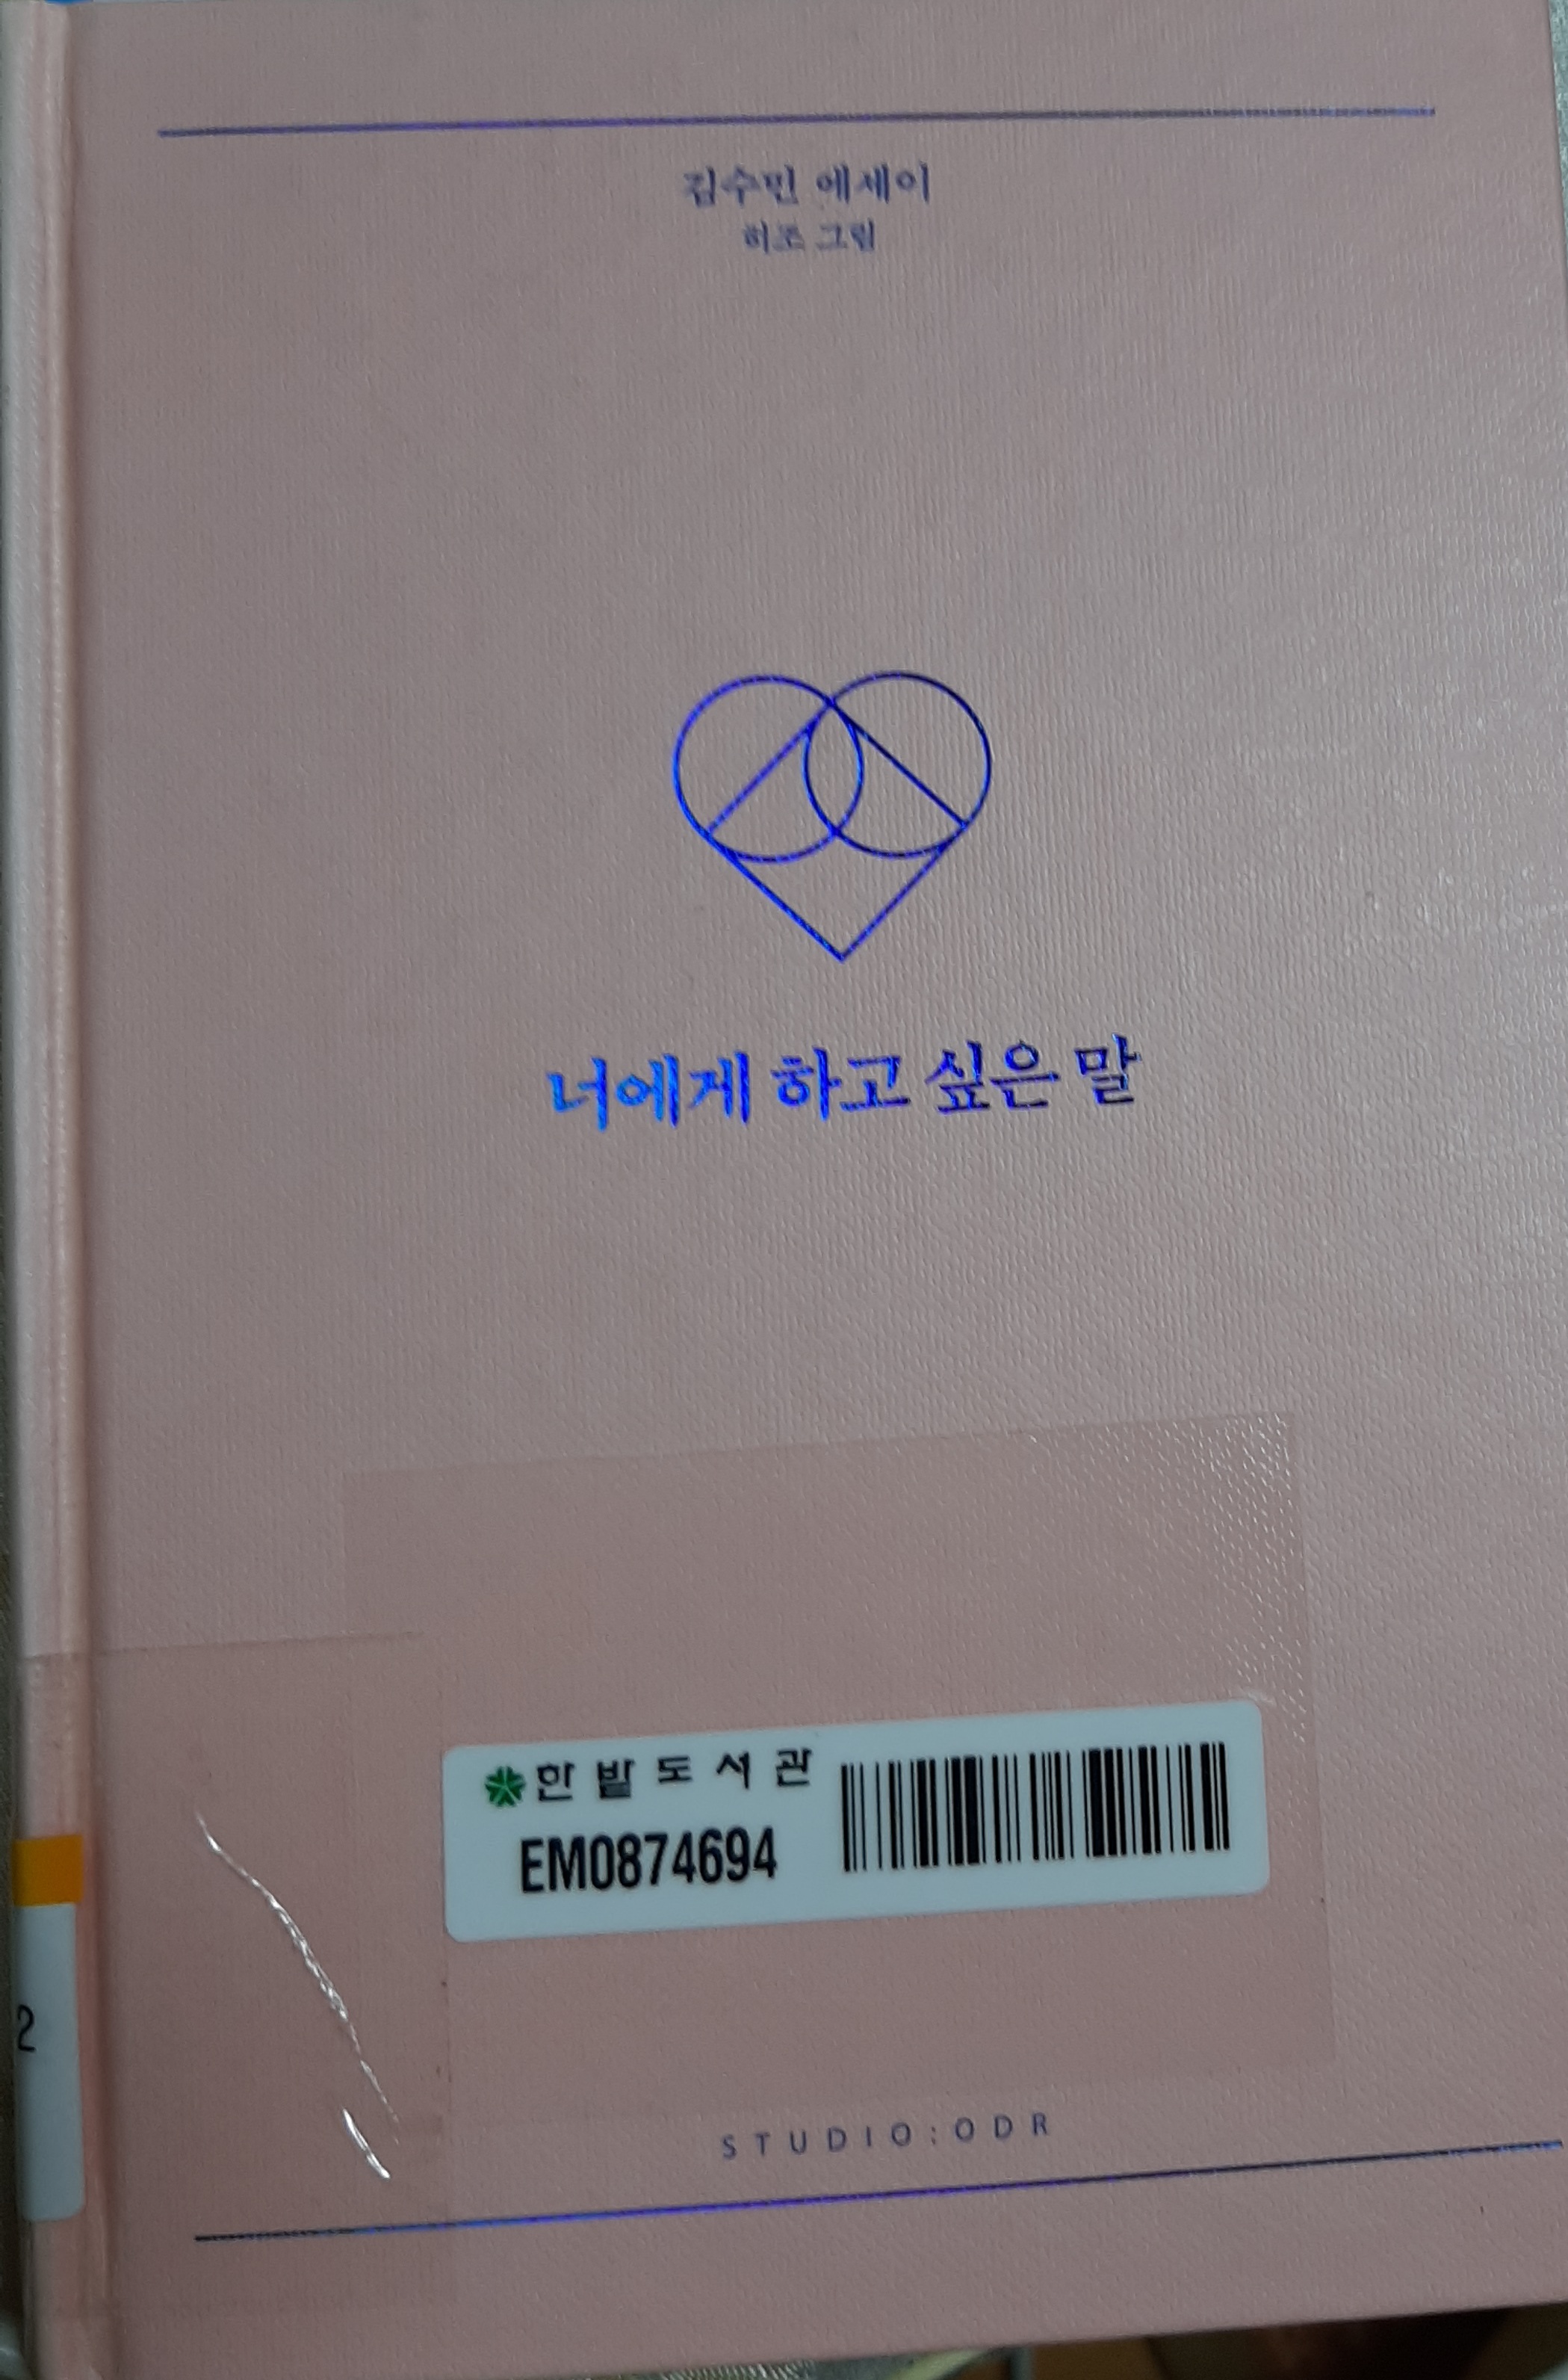 김수민 에세이
히조 그림
너에게 하고 싶은 말
한밭도서관
EM0874694
2
STUDIO:ODR